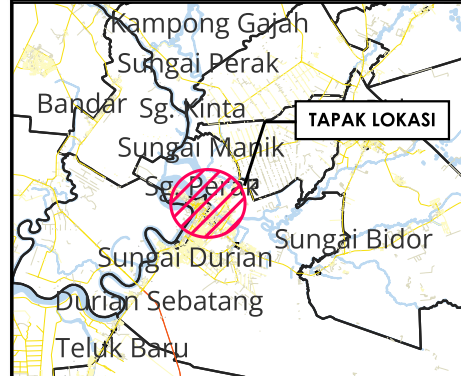 Kampong Gajah
Sungai Perak
Bandar
Sg. Kinta
TAPAK LOKASI
Sungai Manik
Sg. Perak
Sungai Bidor
Sungai Durian
Durian Sebatang
Teluk Baru